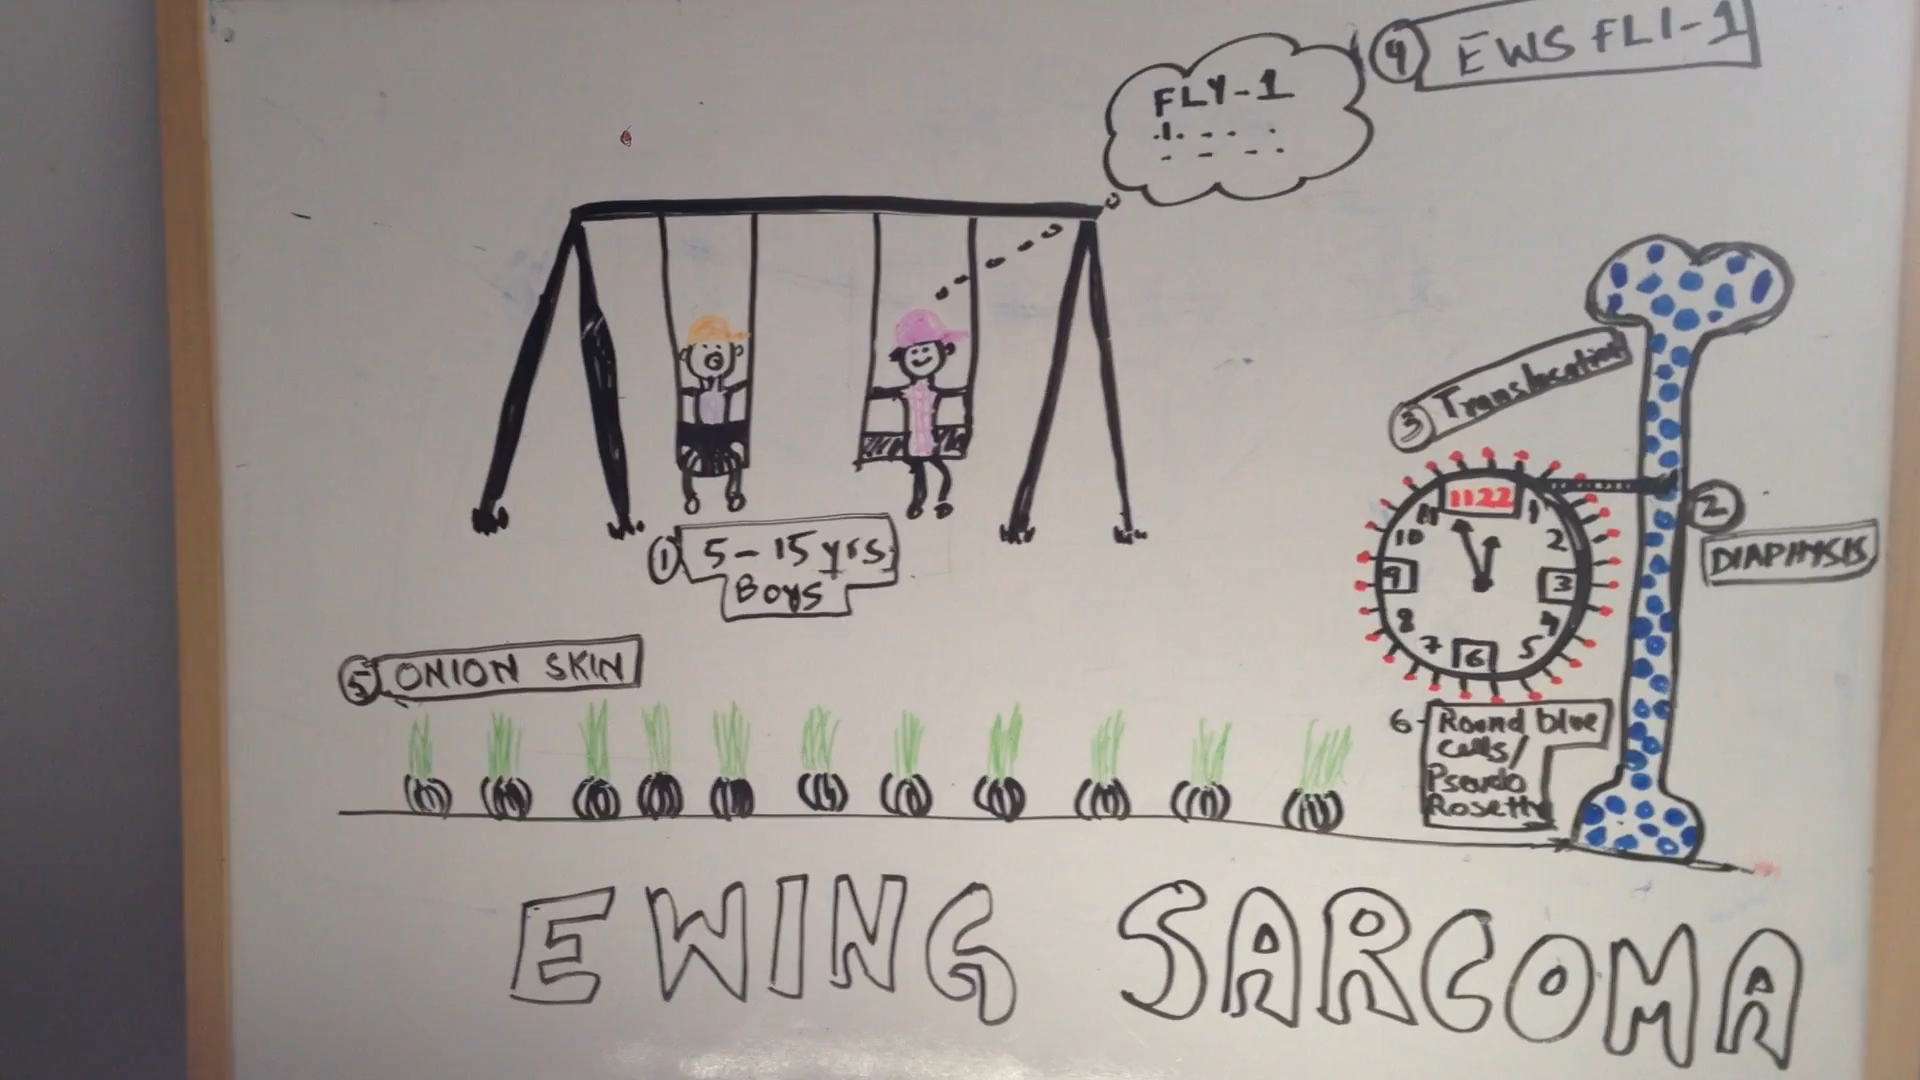 4 EWS FLI-1
FLY-1
3 Translocation
1122
11 1
10 2
9 3
8 4
7 6 5
2
DIAPHYSIS
1 5-15 yrs
Boys
5 ONION SKIN
6- Round blue
cells/
Pseudo
Rosette
EWING SARCOMA